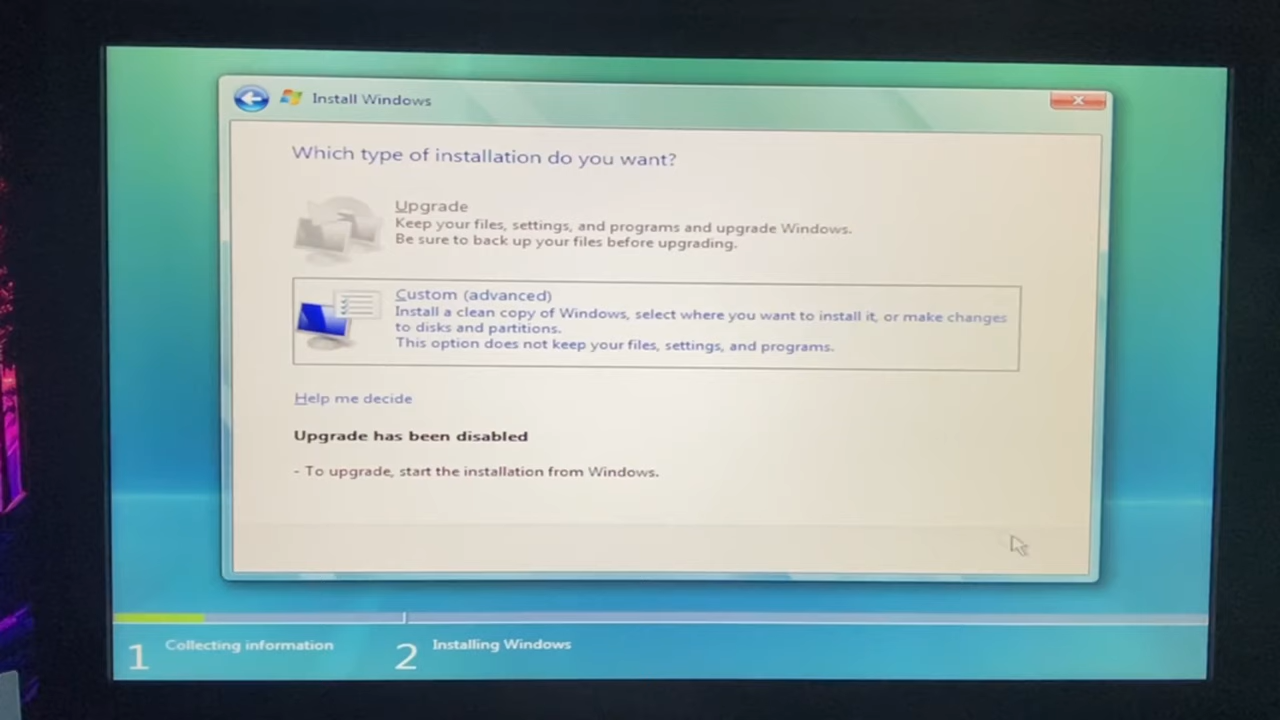 Install Windows
Which type of installation do you want?
Upgrade
Keep your files, settings, and programs and upgrade Windows.
Be sure to back up your files before upgrading.
Custom (advanced)
Install a clean copy of Windows, select where you want to install it, or make changes
to disks and partitions.
This option does not keep your files, settings, and programs.
Help me decide
Upgrade has been disabled
- To upgrade, start the installation from Windows.
1 Collecting information 2 Installing Windows